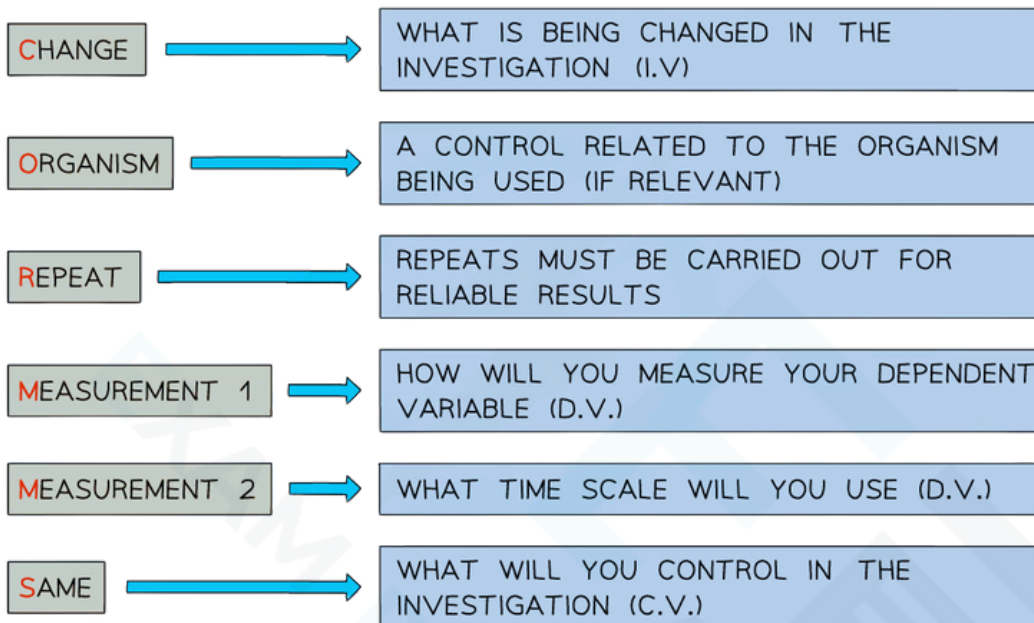 CHANGE
WHAT IS BEING CHANGED IN THE
INVESTIGATION (I.V)
ORGANISM
A CONTROL RELATED TO THE ORGANISM
BEING USED (IF RELEVANT)
REPEAT
REPEATS MUST BE CARRIED OUT FOR
RELIABLE RESULTS
MEASUREMENT 1
HOW WILL YOU MEASURE YOUR DEPENDENT
VARIABLE (D.V.)
MEASUREMENT 2
WHAT TIME SCALE WILL YOU USE (D.V.)
SAME
WHAT WILL YOU CONTROL IN THE
INVESTIGATION (C.V.)
EXAM